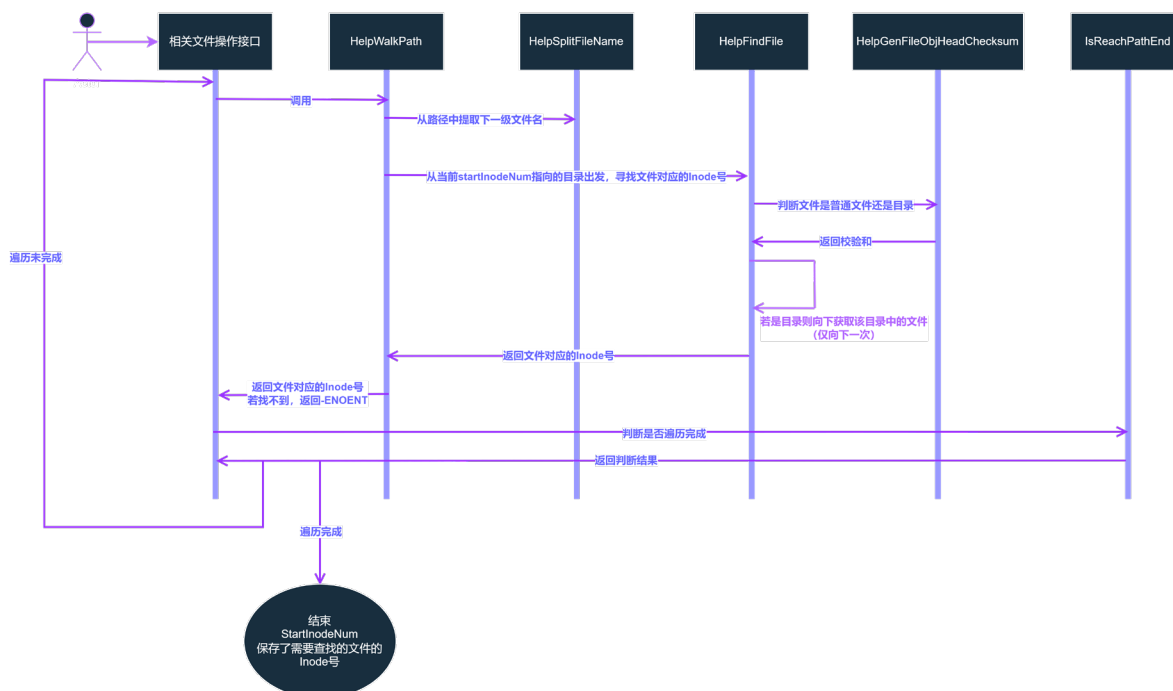 相关文件操作接口
HelpWalkPath
HelpSplitFileName
HelpFindFile
HelpGenFileObjHeadChecksum
IsReachPathEnd
调用
从路径中提取下一级文件名
从当前startInodeNum指向的目录出发，寻找文件对应的Inode号
判断文件是普通文件还是目录
返回校验和
遍历未完成
若是目录则向下获取该目录中的文件
（仅向下一次）
返回文件对应的Inode号
返回文件对应的Inode号
若找不到，返回-ENOENT
判断是否遍历完成
返回判断结果
遍历完成
结束
StartInodeNum
保存了需要查找的文件的
Inode号